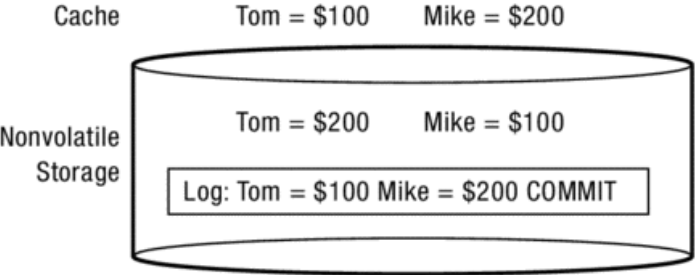 Cache Tom = $100 Mike = $200
Nonvolatile Tom = $200 Mike = $100
Storage
Log: Tom = $100 Mike = $200 COMMIT